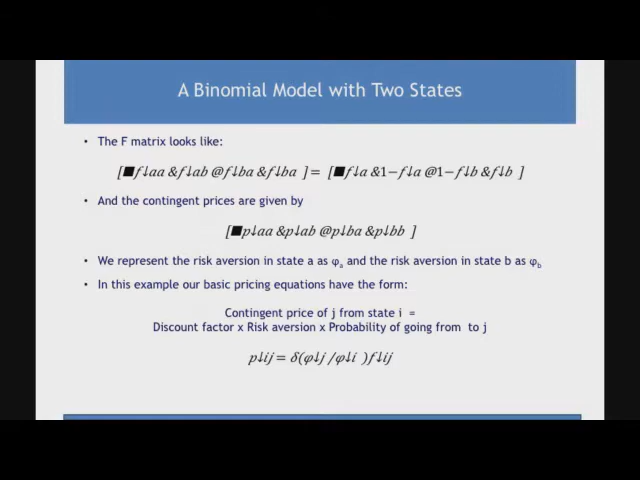 A Binomial Model with Two States
• The F matrix looks like:
[■f↓aa &f↓ab @f↓ba &f↓ba ]= [■f↓a &1−f↓a @1−f↓b &f↓b ]
• And the contingent prices are given by
[■p↓aa &p↓ab @p↓ba &p↓bb ]
• We represent the risk aversion in state a as φa and the risk aversion in state b as φb
• In this example our basic pricing equations have the form:
Contingent price of j from state i =
Discount factor x Risk aversion x Probability of going from to j
p↓ij= δ(φ↓j /φ↓i )f↓ij